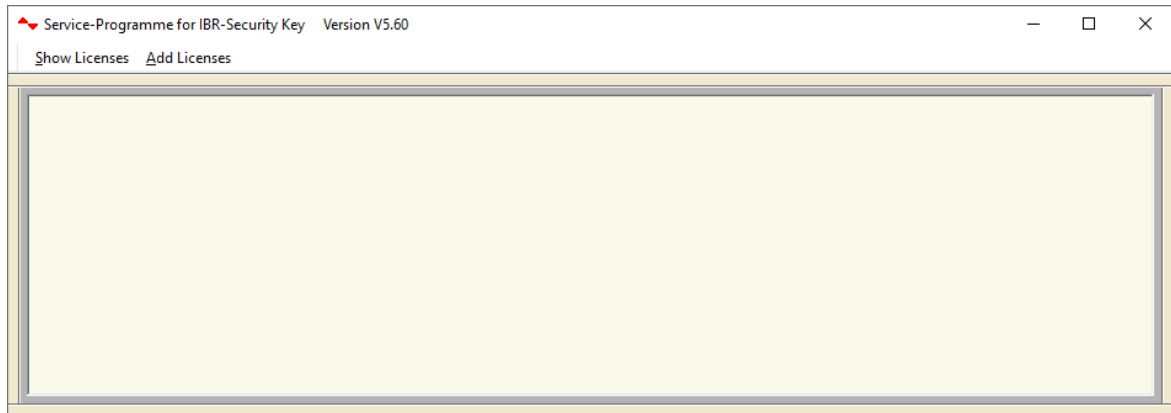 Service-Programme for IBR-Security Key Version V5.60
Show Licenses Add Licenses